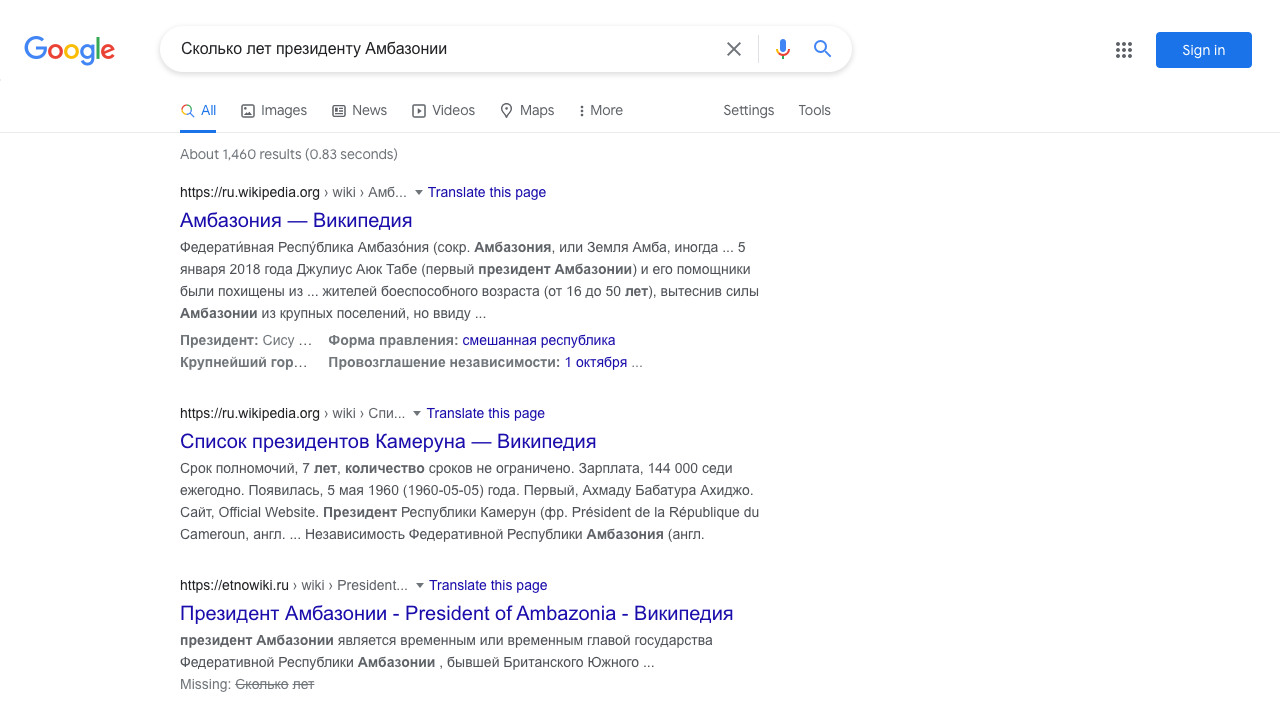 Google
Сколько лет президенту Амбазонии
Sign in
All Images News Videos Maps More Settings Tools
About 1,460 results (0.83 seconds)
https://ru.wikipedia.org › wiki › Амб... Translate this page
Амбазония — Википедия
Федерати́вная Респу́блика Амбазо́ния (сокр. Амбазония, или Земля Амба, иногда ... 5
января 2018 года Джулиус Аюк Табе (первый президент Амбазонии) и его помощники
были похищены из ... жителей боеспособного возраста (от 16 до 50 лет), вытеснив силы
Амбазонии из крупных поселений, но ввиду ...
Президент: Сису ... Форма правления: смешанная республика
Крупнейший гор... Провозглашение независимости: 1 октября ...
https://ru.wikipedia.org › wiki › Спи... Translate this page
Список президентов Камеруна — Википедия
Срок полномочий, 7 лет, количество сроков не ограничено. Зарплата, 144 000 седи
ежегодно. Появилась, 5 мая 1960 (1960-05-05) года. Первый, Ахмаду Бабатура Ахиджо.
Сайт, Official Website. Президент Республики Камерун (фр. Président de la République du
Cameroun, англ. ... Независимость Федеративной Республики Амбазония (англ.
https://etnowiki.ru › wiki › President... Translate this page
Президент Амбазонии - President of Ambazonia - Википедия
президент Амбазонии является временным или временным главой государства
Федеративной Республики Амбазонии , бывшей Британского Южного ...
Missing: Сколько лет